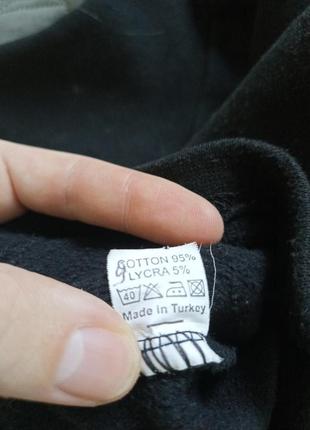 COTTON 95%
LYCRA 5%
40
Made in Turkey